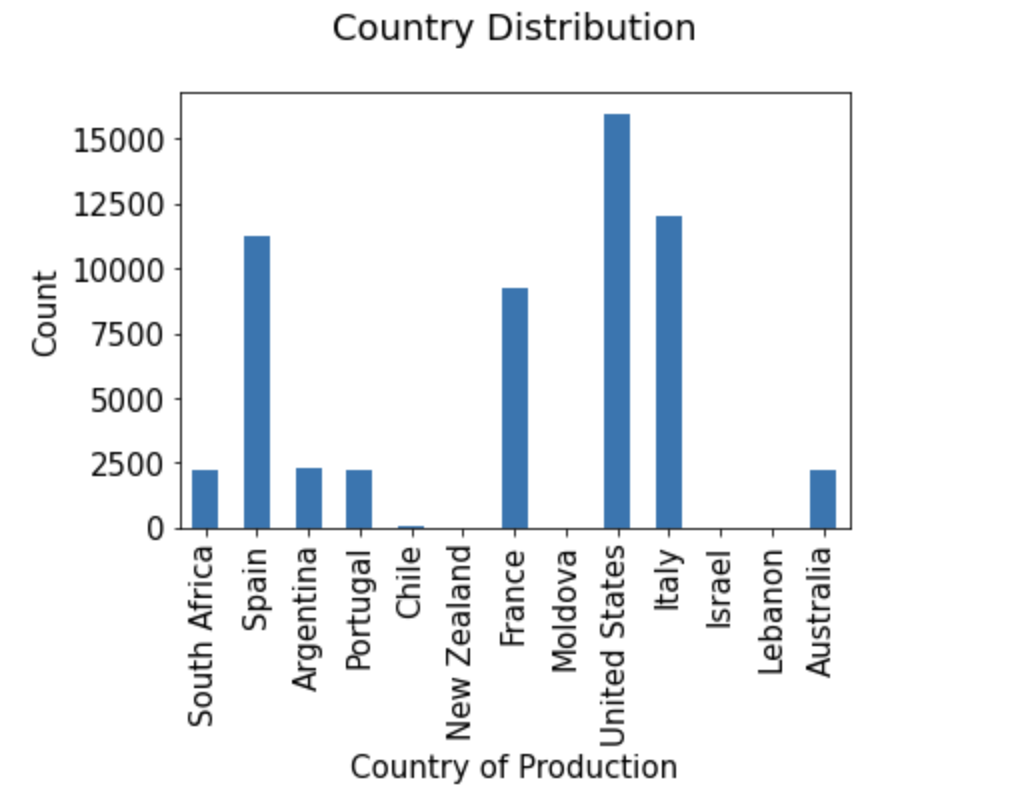 Country Distribution
15000
12500
10000
7500
5000
2500
0
Count
South Africa
Spain
Argentina
Portugal
Chile
New Zealand
France
Moldova
United States
Italy
Israel
Lebanon
Australia
Country of Production